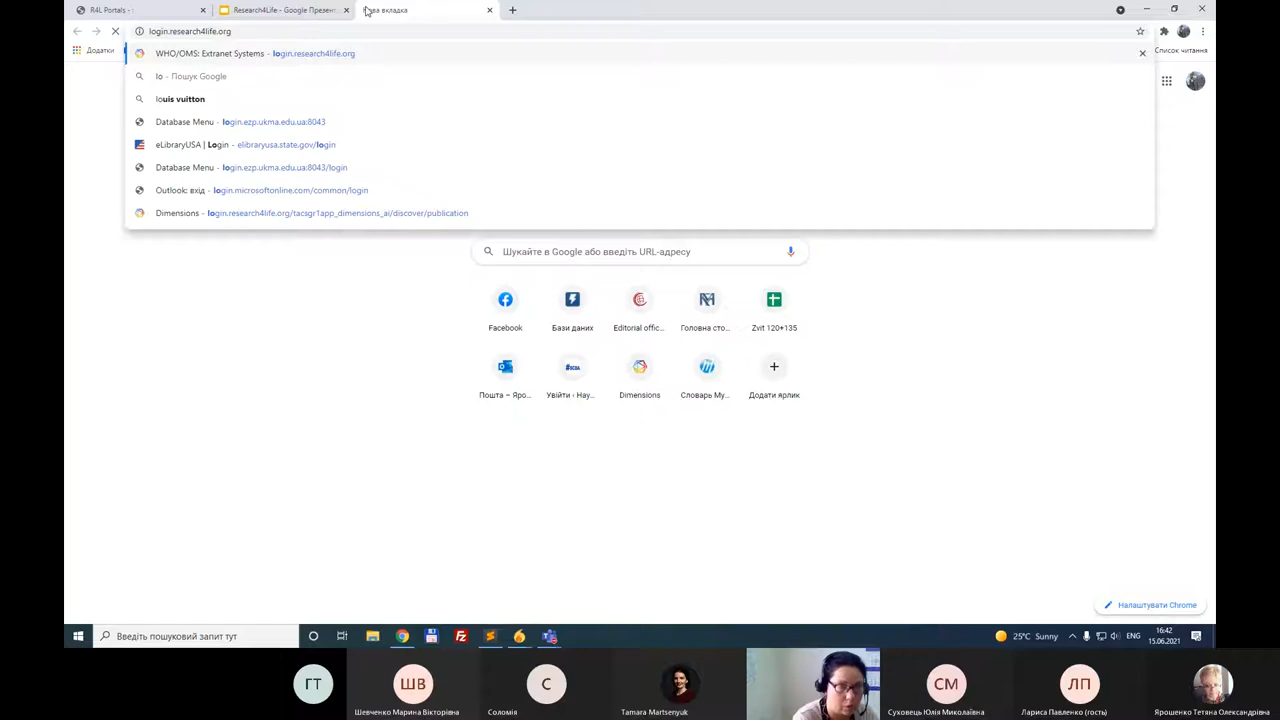 R4L Portals -
Research4Life - Google Презен
ва вкладка
login.research4life.org
Додатки
Список читання
WHO/OMS: Extranet Systems - login.research4life.org
lo - Пошук Google
louis vuitton
Database Menu - login.ezp.ukma.edu.ua:8043
eLibraryUSA | Login - elibraryusa.state.gov/login
Database Menu - login.ezp.ukma.edu.ua:8043/login
Outlook: вхід - login.microsoftonline.com/common/login
Dimensions - login.research4life.org/tacsgr1app_dimensions_ai/discover/publication
Шукайте в Google або введіть URL-адресу
Facebook
Бази даних
Editorial offic...
Головна сто...
Zvit 120+135
#SCOA
Пошта – Яро...
Увійти ‹ Нау...
Dimensions
Словарь Му...
Додати ярлик
Налаштувати Chrome
Введіть пошуковий запит тут
25°C Sunny
ENG
16:42
15.06.2021
ГТ
ШВ
С
СМ
ЛП
Шевченко Марина Вікторівна
Соломія
Tamara Martsenyuk
Суховець Юлія Миколаївна
Лариса Павленко (гость)
Ярошенко Тетяна Олександрівна